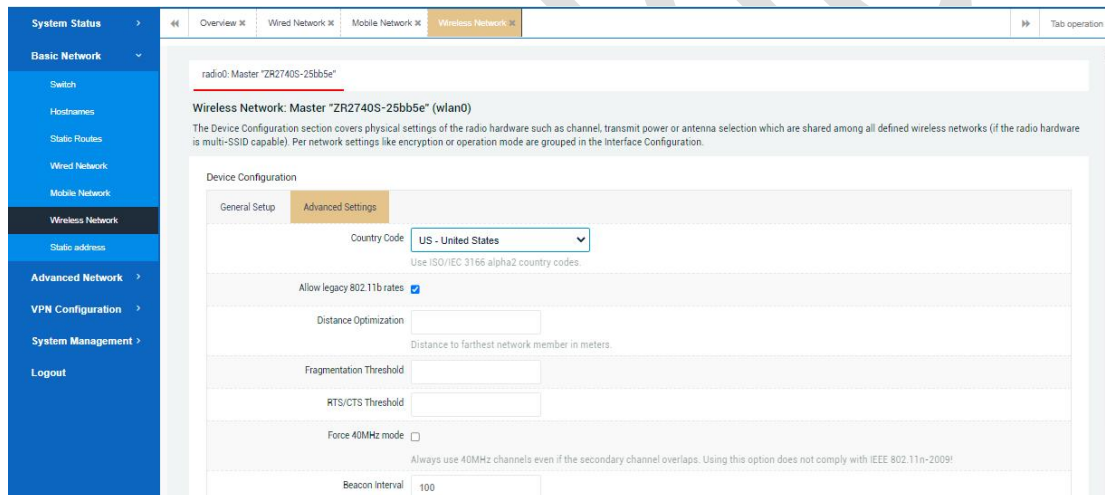 System Status
Overview Wired Network Mobile Network Wireless Network Tab operation
Basic Network
Switch
Hostnames
Static Routes
Wired Network
Mobile Network
Wireless Network
Static address
Advanced Network
VPN Configuration
System Management
Logout
radio0: Master "ZR2740S-25bb5e"
Wireless Network: Master "ZR2740S-25bb5e" (wlan0)
The Device Configuration section covers physical settings of the radio hardware such as channel, transmit power or antenna selection which are shared among all defined wireless networks (if the radio hardware
is multi-SSID capable). Per network settings like encryption or operation mode are grouped in the Interface Configuration.
Device Configuration
General Setup Advanced Settings
Country Code US - United States
Use ISO/IEC 3166 alpha2 country codes.
Allow legacy 802.11b rates
Distance Optimization
Distance to farthest network member in meters.
Fragmentation Threshold
RTS/CTS Threshold
Force 40MHz mode
Always use 40MHz channels even if the secondary channel overlaps. Using this option does not comply with IEEE 802.11n-2009!
Beacon Interval 100